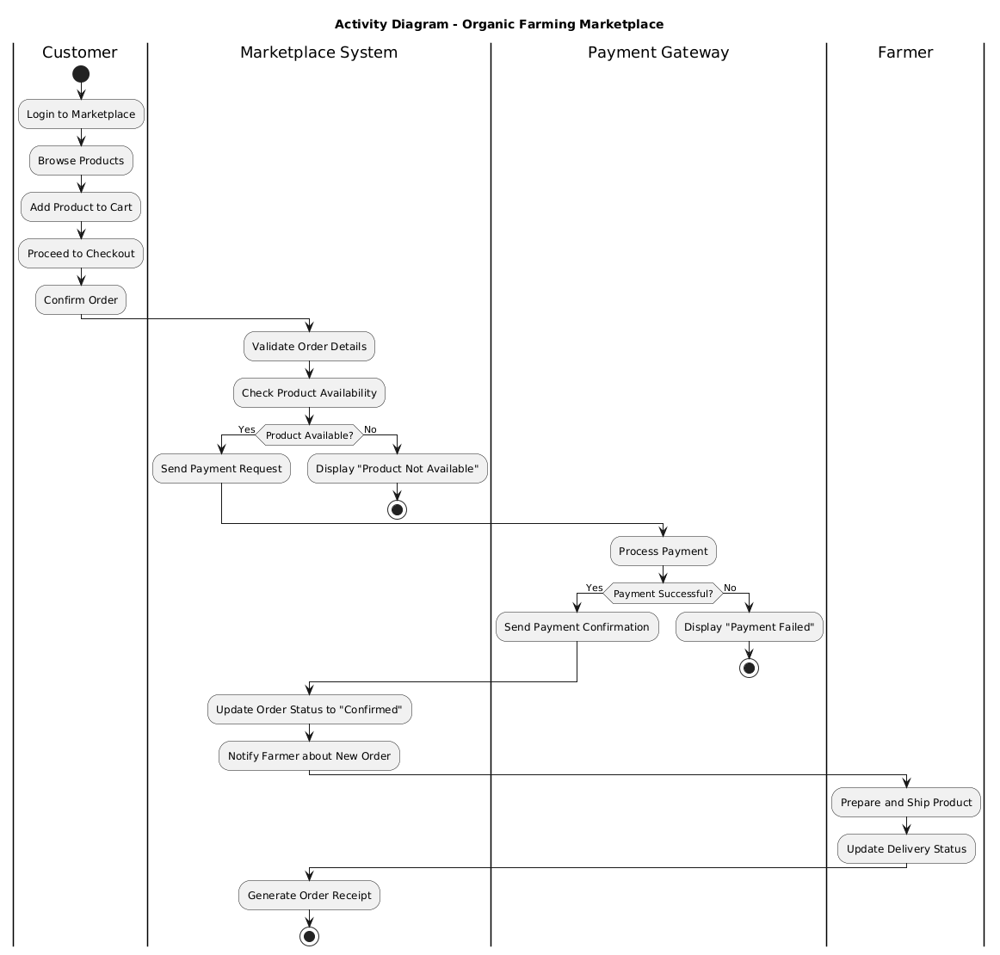 Activity Diagram - Organic Farming Marketplace
Customer
Marketplace System
Payment Gateway
Farmer
Login to Marketplace
Browse Products
Add Product to Cart
Proceed to Checkout
Confirm Order
Validate Order Details
Check Product Availability
Yes
Product Available?
No
Send Payment Request
Display "Product Not Available"
Process Payment
Yes
Payment Successful?
No
Send Payment Confirmation
Display "Payment Failed"
Update Order Status to "Confirmed"
Notify Farmer about New Order
Prepare and Ship Product
Update Delivery Status
Generate Order Receipt